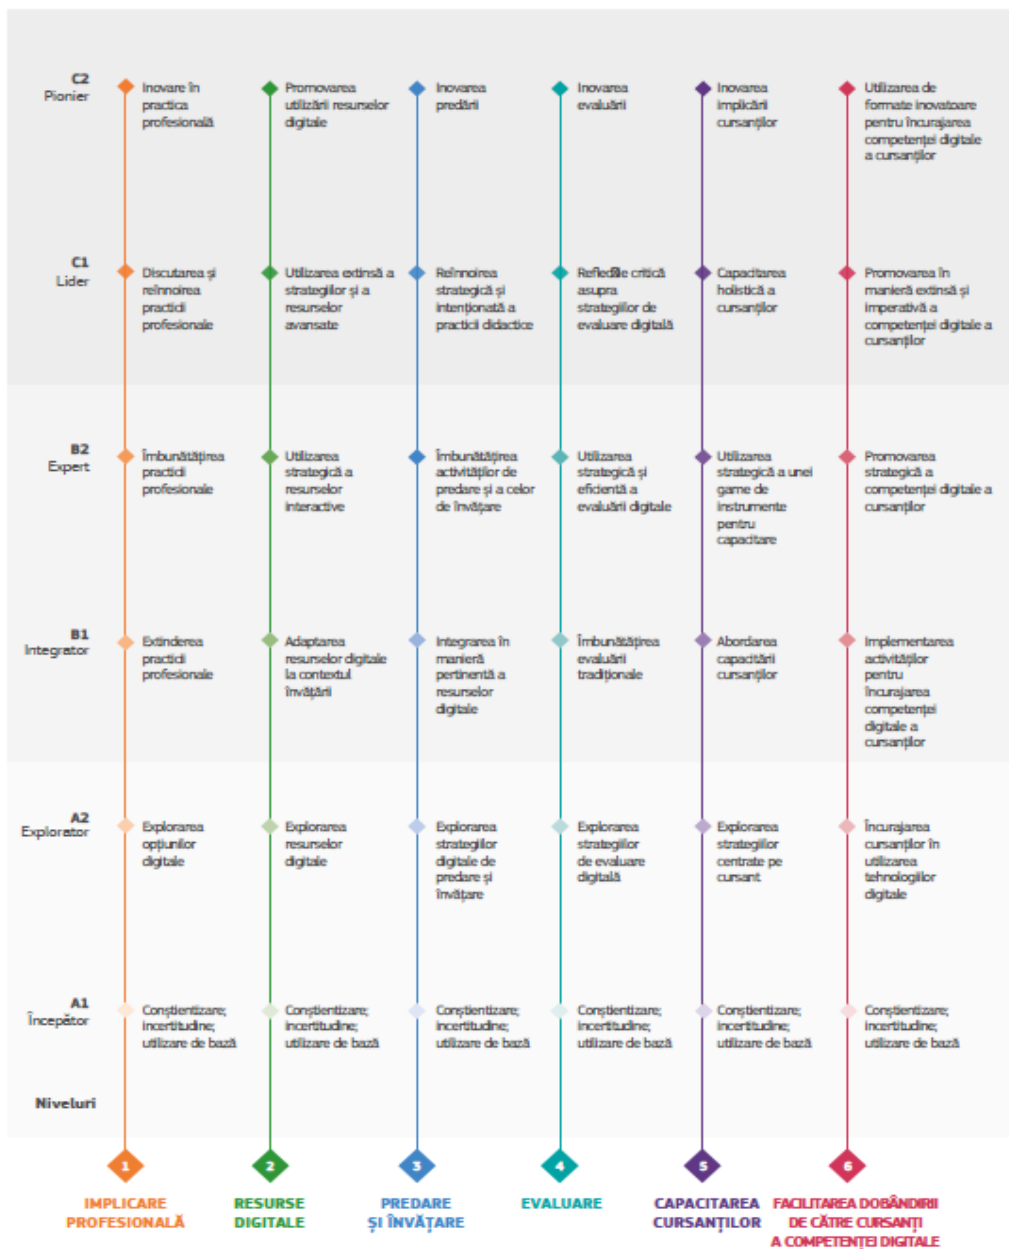 C2
Pionier
Inovare în
practica
profesională
Promovarea
utilizării resurselor
digitale
Inovarea
predării
Inovarea
evaluării
Inovarea
implicării
cursanților
Utilizarea de
formate inovatoare
pentru încurajarea
competenței digitale
a cursanților
C1
Lider
Discutarea și
reînnoirea
practicii
profesionale
Utilizarea extinsă a
strategiilor și a
resurselor
avansate
Reînnoirea
strategică și
intenționată a
practicii didactice
critică
asupra
strategiilor de
evaluare digitală
Capacitarea
holistică a
cursanților
Promovarea în
manieră extinsă și
imperativă a
competenței digitale a
cursanților
B2
Expert
Îmbunătățirea
practicii
profesionale
Utilizarea
strategică a
resurselor
interactive
Îmbunătățirea
activităților de
predare și a celor
de învățare
Utilizarea
strategică și
eficientă a
evaluării digitale
Utilizarea
strategică a unei
game de
instrumente
pentru
capacitare
Promovarea
strategică a
competenței digitale a
cursanților
B1
Integrator
Extinderea
practicii
profesionale
Adaptarea
resurselor digitale
la contextul
învățării
Integrarea în
manieră
pertinentă a
resurselor
digitale
Îmbunătățirea
evaluării
tradiționale
Abordarea
capacitării
cursanților
Implementarea
activităților
pentru
încurajarea
competenței
digitale a
cursanților
A2
Explorator
Explorarea
opțiunilor
digitale
Explorarea
resurselor
digitale
Explorarea
strategiilor
digitale de
predare și
învățare
Explorarea
strategiilor
de evaluare
digitală
Explorarea
strategiilor
centrate pe
cursant
Încurajarea
cursanților în
utilizarea
tehnologiilor
digitale
A1
Începător
Conștientizare;
incertitudine;
utilizare de bază
Conștientizare;
incertitudine;
utilizare de bază
Conștientizare;
incertitudine;
utilizare de bază
Conștientizare;
incertitudine;
utilizare de bază
Conștientizare;
incertitudine;
utilizare de bază
Conștientizare;
incertitudine;
utilizare de bază
Niveluri
1
IMPLICARE
PROFESIONALĂ
2
RESURSE
DIGITALE
3
PREDARE
ȘI ÎNVĂȚARE
4
EVALUARE
5
CAPACITAREA
CURSANȚILOR
6
FACILITAREA DOBÂNDIRII
DE CĂTRE CURSANȚI
A COMPETENȚEI DIGITALE